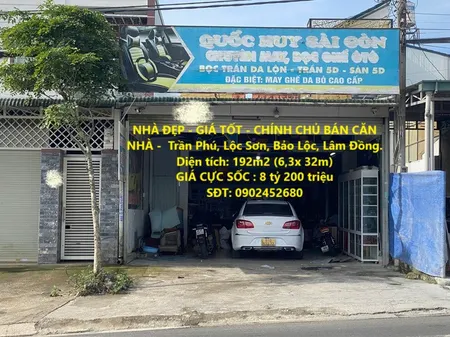 QUỐC HUY SÀI GÒN
CHUYÊN MAY, BỌC GHẾ ÔTÔ
BỌC TRẦN DA LỘN - TRẦN 5D - SÀN 5D
ĐẶC BIỆT: MAY GHẾ DA BÒ CAO CẤP
NHÀ ĐẸP - GIÁ TỐT - CHÍNH CHỦ BÁN CĂN
NHÀ - Trần Phú, Lộc Sơn, Bảo Lộc, Lâm Đồng.
Diện tích: 192m2 (6,3x 32m)
GIÁ CỰC SỐC : 8 tỷ 200 triệu
SĐT: 0902452680